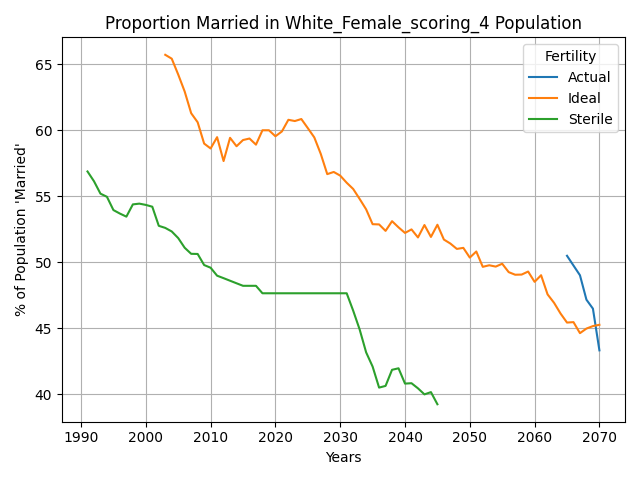 Proportion Married in White_Female_scoring_4 Population
% of Population 'Married'
65
60
55
50
45
40
Fertility
Actual
Ideal
Sterile
1990 2000 2010 2020 2030 2040 2050 2060 2070
Years